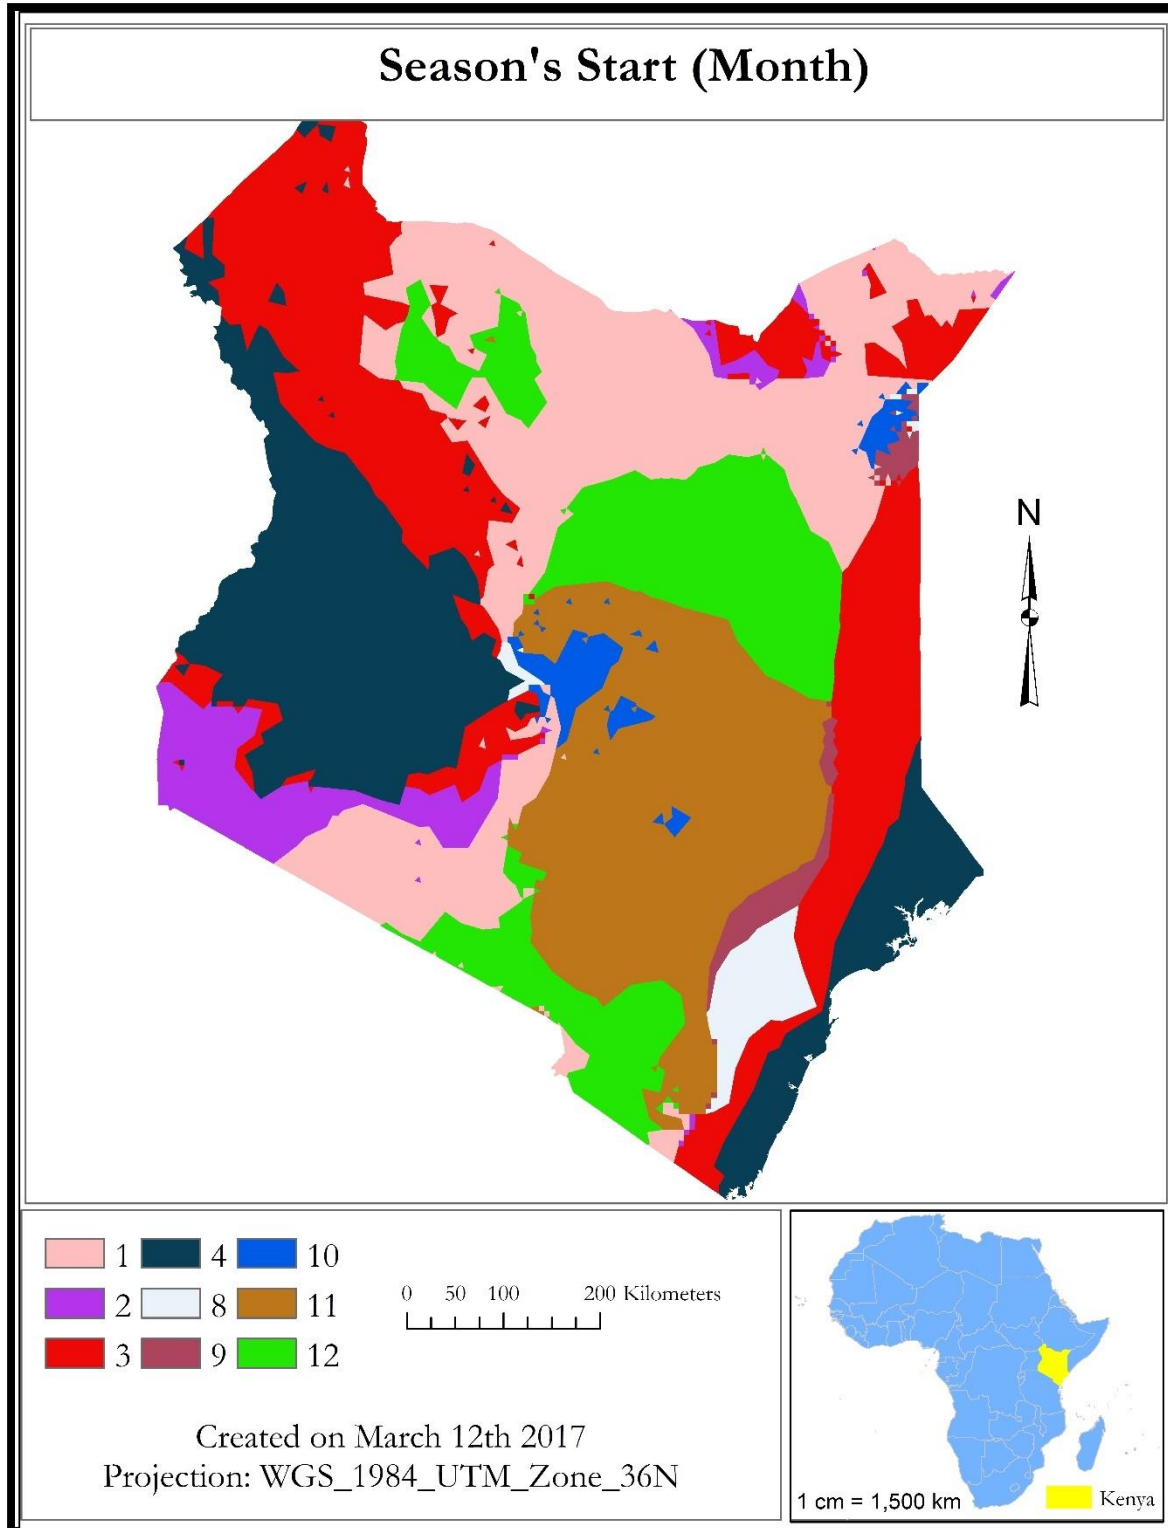 Season's Start (Month)
N
1 4 10
2 8 11
3 9 12
0 50 100 200 Kilometers
Created on March 12th 2017
Projection: WGS_1984_UTM_Zone_36N
1 cm = 1,500 km
Kenya